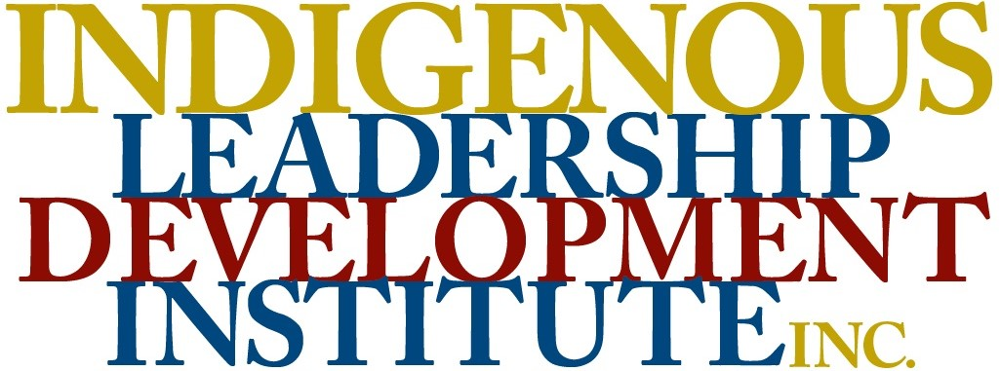 INDIGENOUS
LEADERSHIP
DEVELOPMENT
INSTITUTE INC.